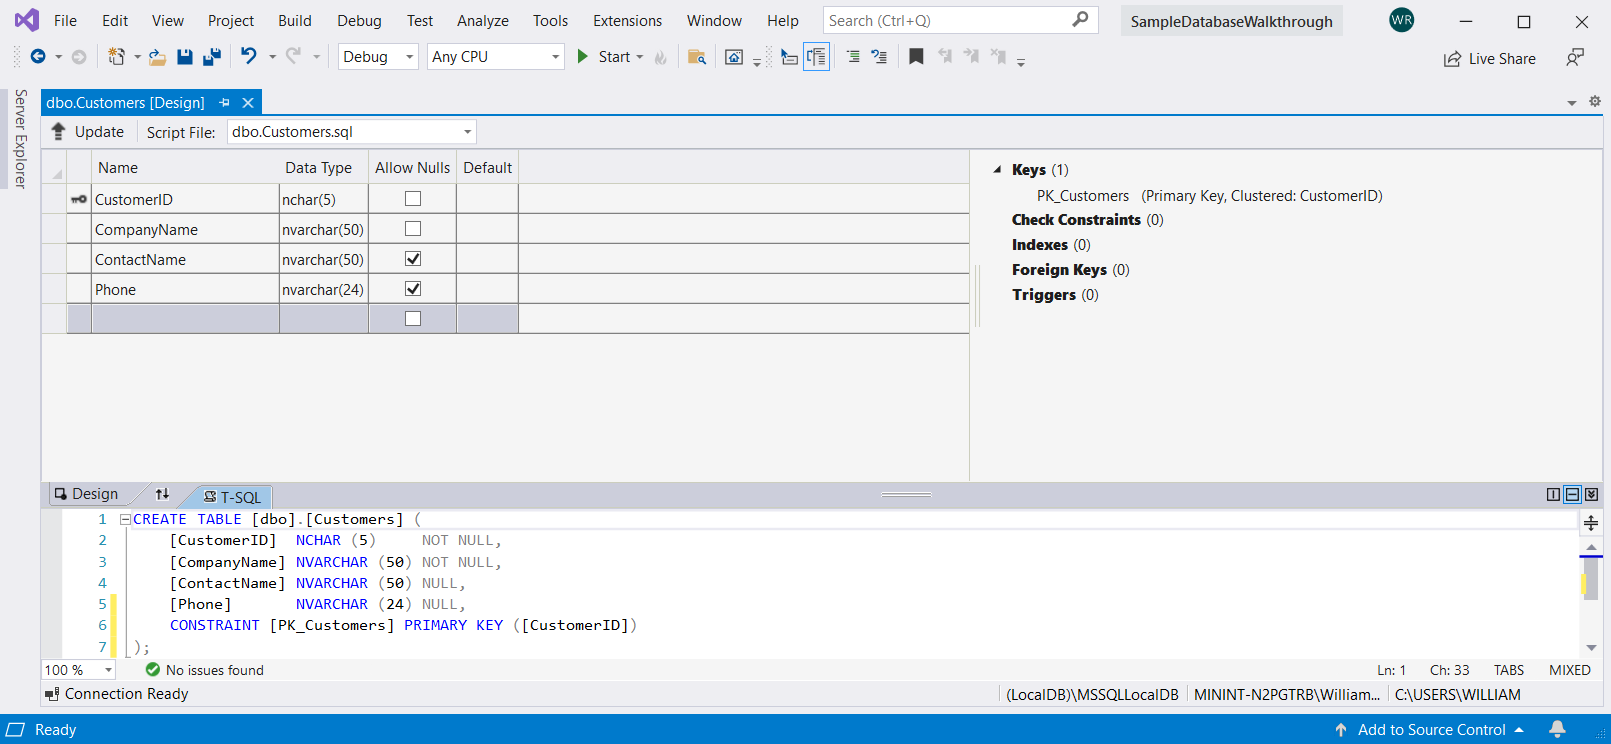 File Edit View Project Build Debug Test Analyze Tools Extensions Window Help Search (Ctrl+Q) SampleDatabaseWalkthrough WR
Debug Any CPU Start Live Share
Server Explorer
dbo.Customers [Design]
Update Script File: dbo.Customers.sql
Name Data Type Allow Nulls Default
CustomerID nchar(5)
CompanyName nvarchar(50)
ContactName nvarchar(50)
Phone nvarchar(24)
Keys (1)
PK_Customers (Primary Key, Clustered: CustomerID)
Check Constraints (0)
Indexes (0)
Foreign Keys (0)
Triggers (0)
Design T-SQL
1 CREATE TABLE [dbo].[Customers] (
2 [CustomerID] NCHAR (5) NOT NULL,
3 [CompanyName] NVARCHAR (50) NOT NULL,
4 [ContactName] NVARCHAR (50) NULL,
5 [Phone] NVARCHAR (24) NULL,
6 CONSTRAINT [PK_Customers] PRIMARY KEY ([CustomerID])
7 );
100 % No issues found Ln: 1 Ch: 33 TABS MIXED
Connection Ready (LocalDB)\MSSQLLocalDB MININT-N2PGTRB\William... C:\USERS\WILLIAM
Ready Add to Source Control